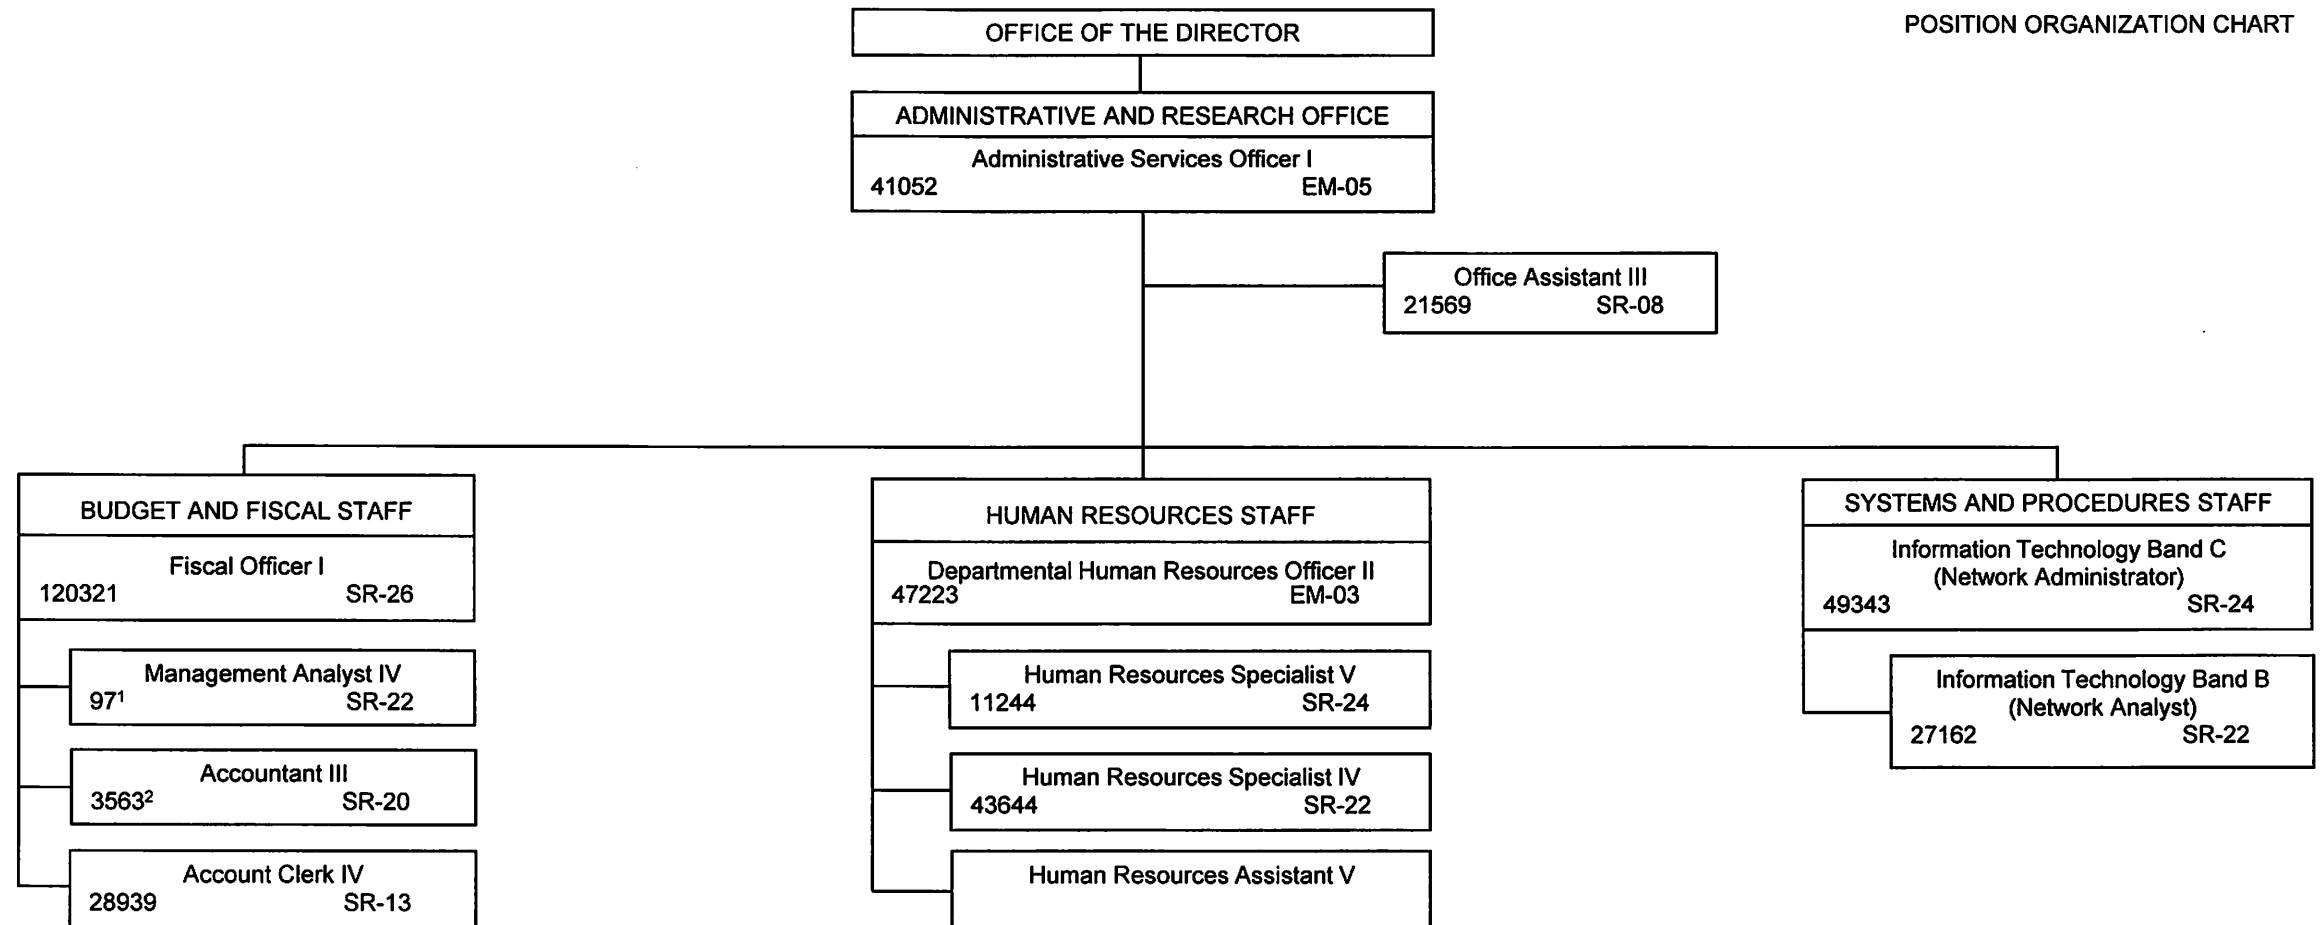 POSITION ORGANIZATION CHART
OFFICE OF THE DIRECTOR
ADMINISTRATIVE AND RESEARCH OFFICE
Administrative Services Officer I
41052 EM-05
Office Assistant III
21569 SR-08
BUDGET AND FISCAL STAFF
Fiscal Officer I
120321 SR-26
Management Analyst IV
97¹ SR-22
Accountant III
3563² SR-20
Account Clerk IV
28939 SR-13
HUMAN RESOURCES STAFF
Departmental Human Resources Officer II
47223 EM-03
Human Resources Specialist V
11244 SR-24
Human Resources Specialist IV
43644 SR-22
Human Resources Assistant V
SYSTEMS AND PROCEDURES STAFF
Information Technology Band C
(Network Administrator)
49343 SR-24
Information Technology Band B
(Network Analyst)
27162 SR-22